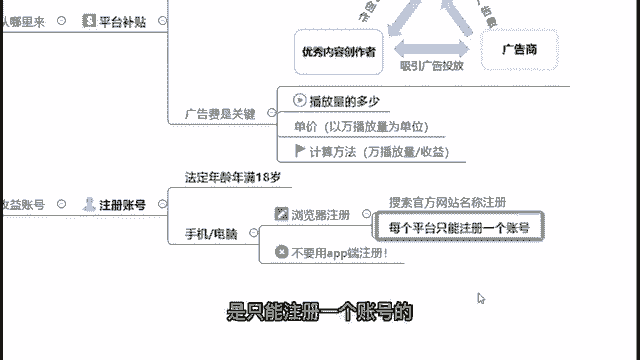 从哪里来
平台补贴
优秀内容创作者
广告商
吸引广告投放
广告费是关键
播放量的多少
单价（以万播放量为单位）
计算方法（万播放量/收益）
收益账号
注册账号
法定年龄年满18岁
手机/电脑
浏览器注册
搜索官方网站名称注册
每个平台只能注册一个账号
不要用app端注册！
是只能注册一个账号的